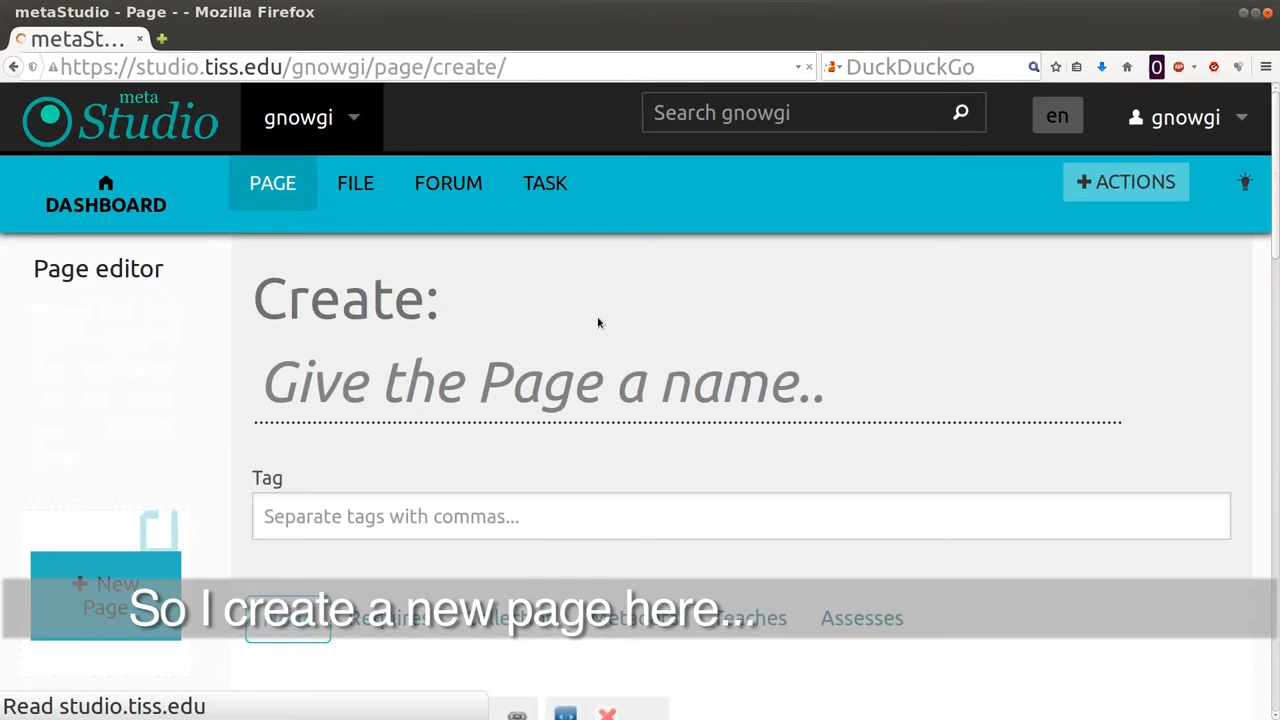 metaStudio - Page - - Mozilla Firefox
metaSt...
https://studio.tiss.edu/gnowgi/page/create/
DuckDuckGo
meta
Studio
gnowgi
Search gnowgi
en
gnowgi
DASHBOARD
PAGE
FILE
FORUM
TASK
+ ACTIONS
Page editor
Create:
Give the Page a name..
Tag
Separate tags with commas...
+ New
Page
So I create a new page here...
Teaches
Assesses
Read studio.tiss.edu